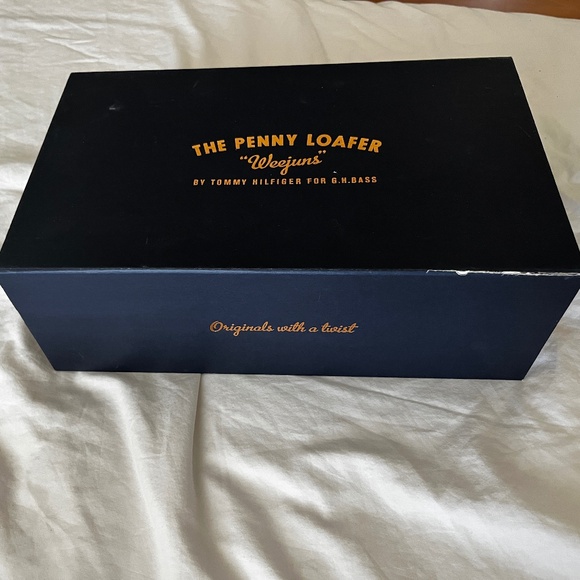 THE PENNY LOAFER
"Weejuns"
BY TOMMY HILFIGER FOR G.H.BASS
Originals with a twist